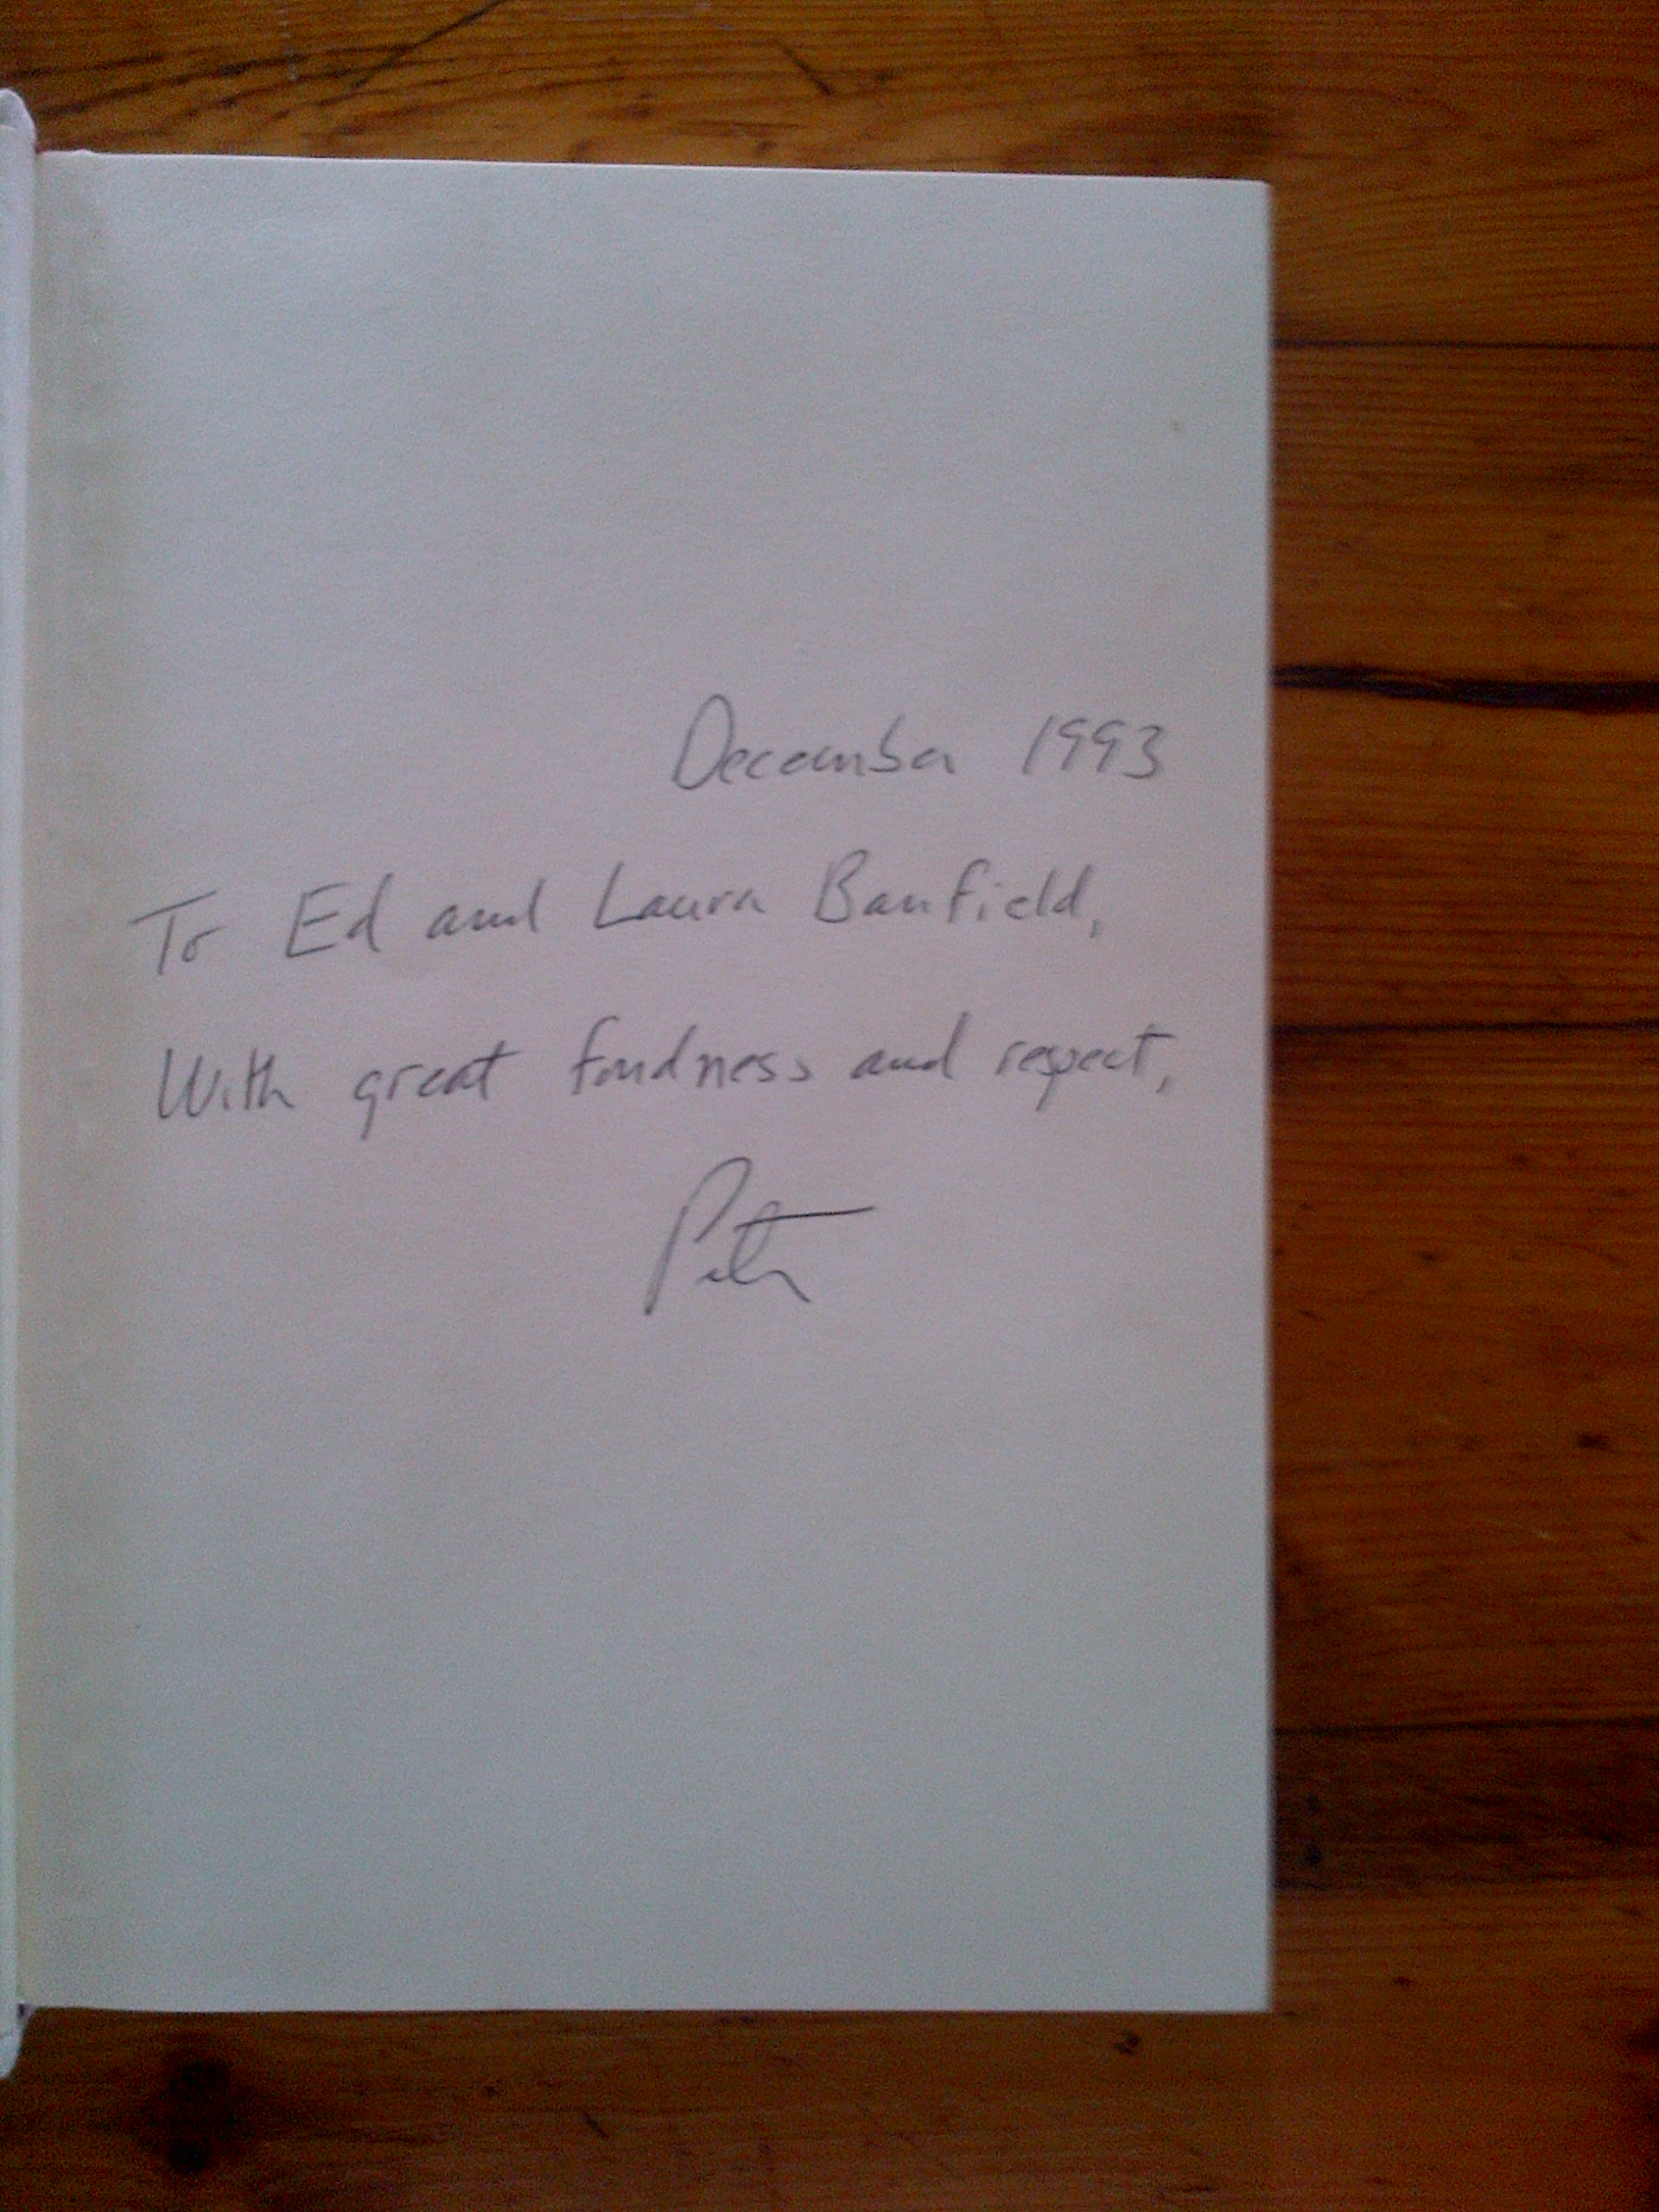 December 1993
To Ed and Laura Banfield,
With great fondness and respect,
Peter